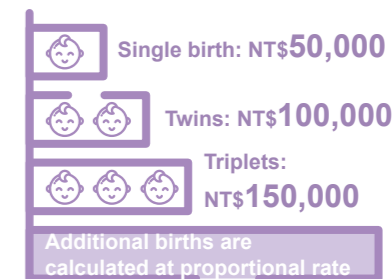 Single birth: NT$50,000
Twins: NT$100,000
Triplets:
NT$150,000
Additional births are
calculated at proportional rate